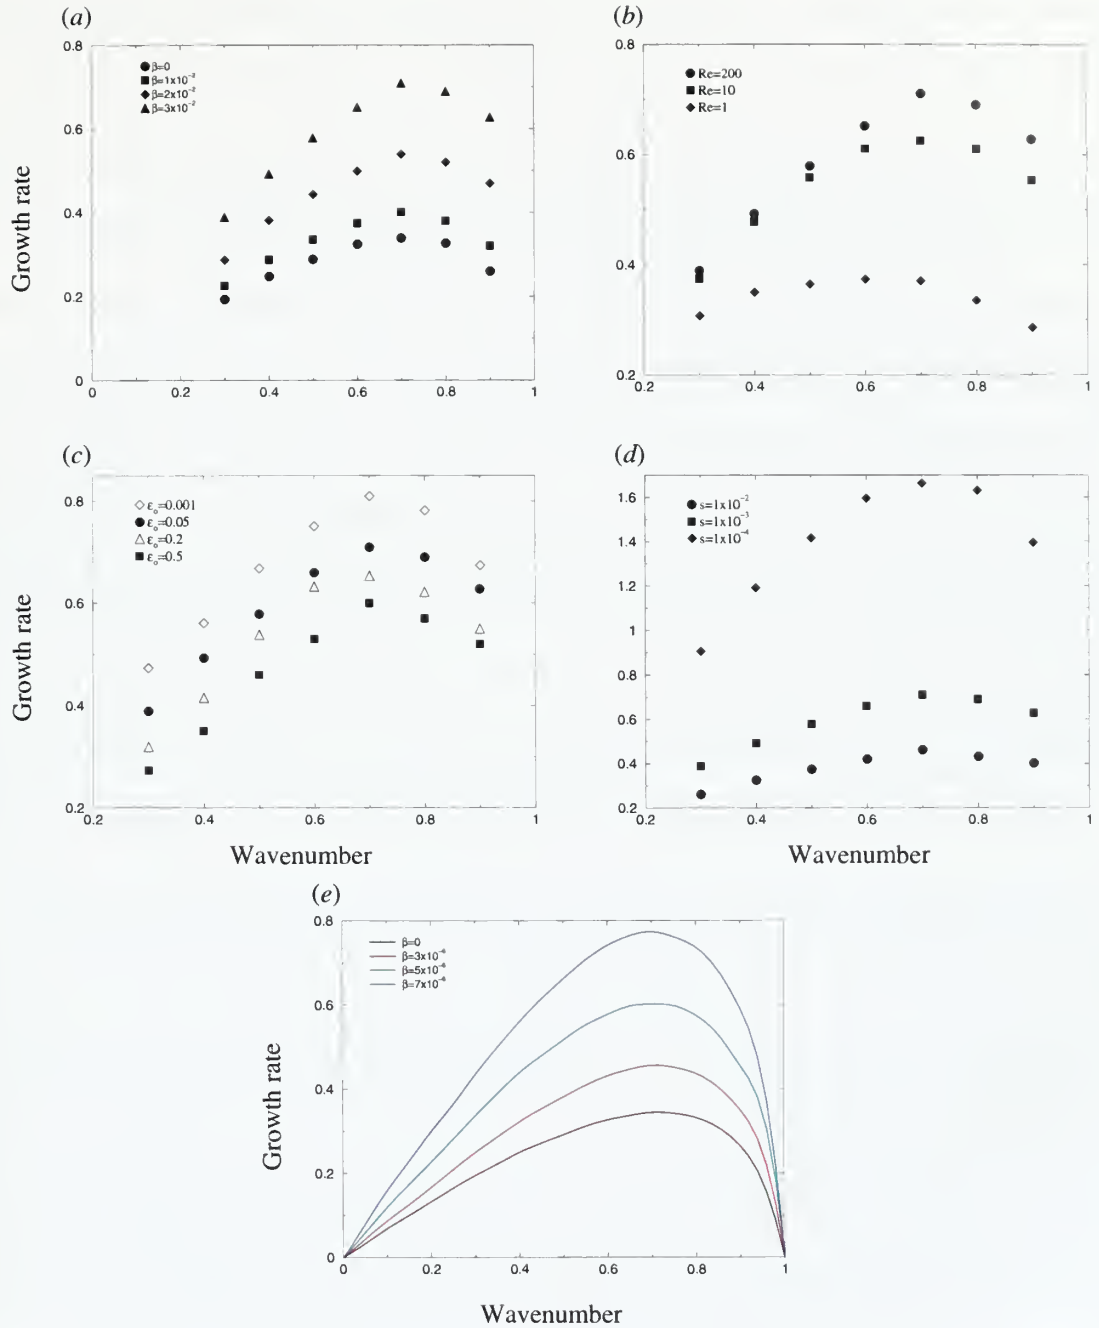 (a)
β=0
β=1x10⁻²
β=2x10⁻²
β=3x10⁻²
Growth rate
0.8
0.6
0.4
0.2
0
0
0.2
0.4
0.6
0.8
1
(b)
Re=200
Re=10
Re=1
0.8
0.6
0.4
0.2
0.2
0.4
0.6
0.8
1
(c)
ε₀=0.001
ε₀=0.05
ε₀=0.2
ε₀=0.5
Growth rate
0.8
0.6
0.4
0.2
0.2
0.4
0.6
0.8
1
Wavenumber
(d)
s=1x10⁻²
s=1x10⁻³
s=1x10⁻⁴
1.6
1.4
1.2
1
0.8
0.6
0.4
0.2
0.2
0.4
0.6
0.8
1
Wavenumber
(e)
β=0
β=3x10⁻⁶
β=5x10⁻⁶
β=7x10⁻⁶
Growth rate
0.8
0.6
0.4
0.2
0
0
0.2
0.4
0.6
0.8
1
Wavenumber